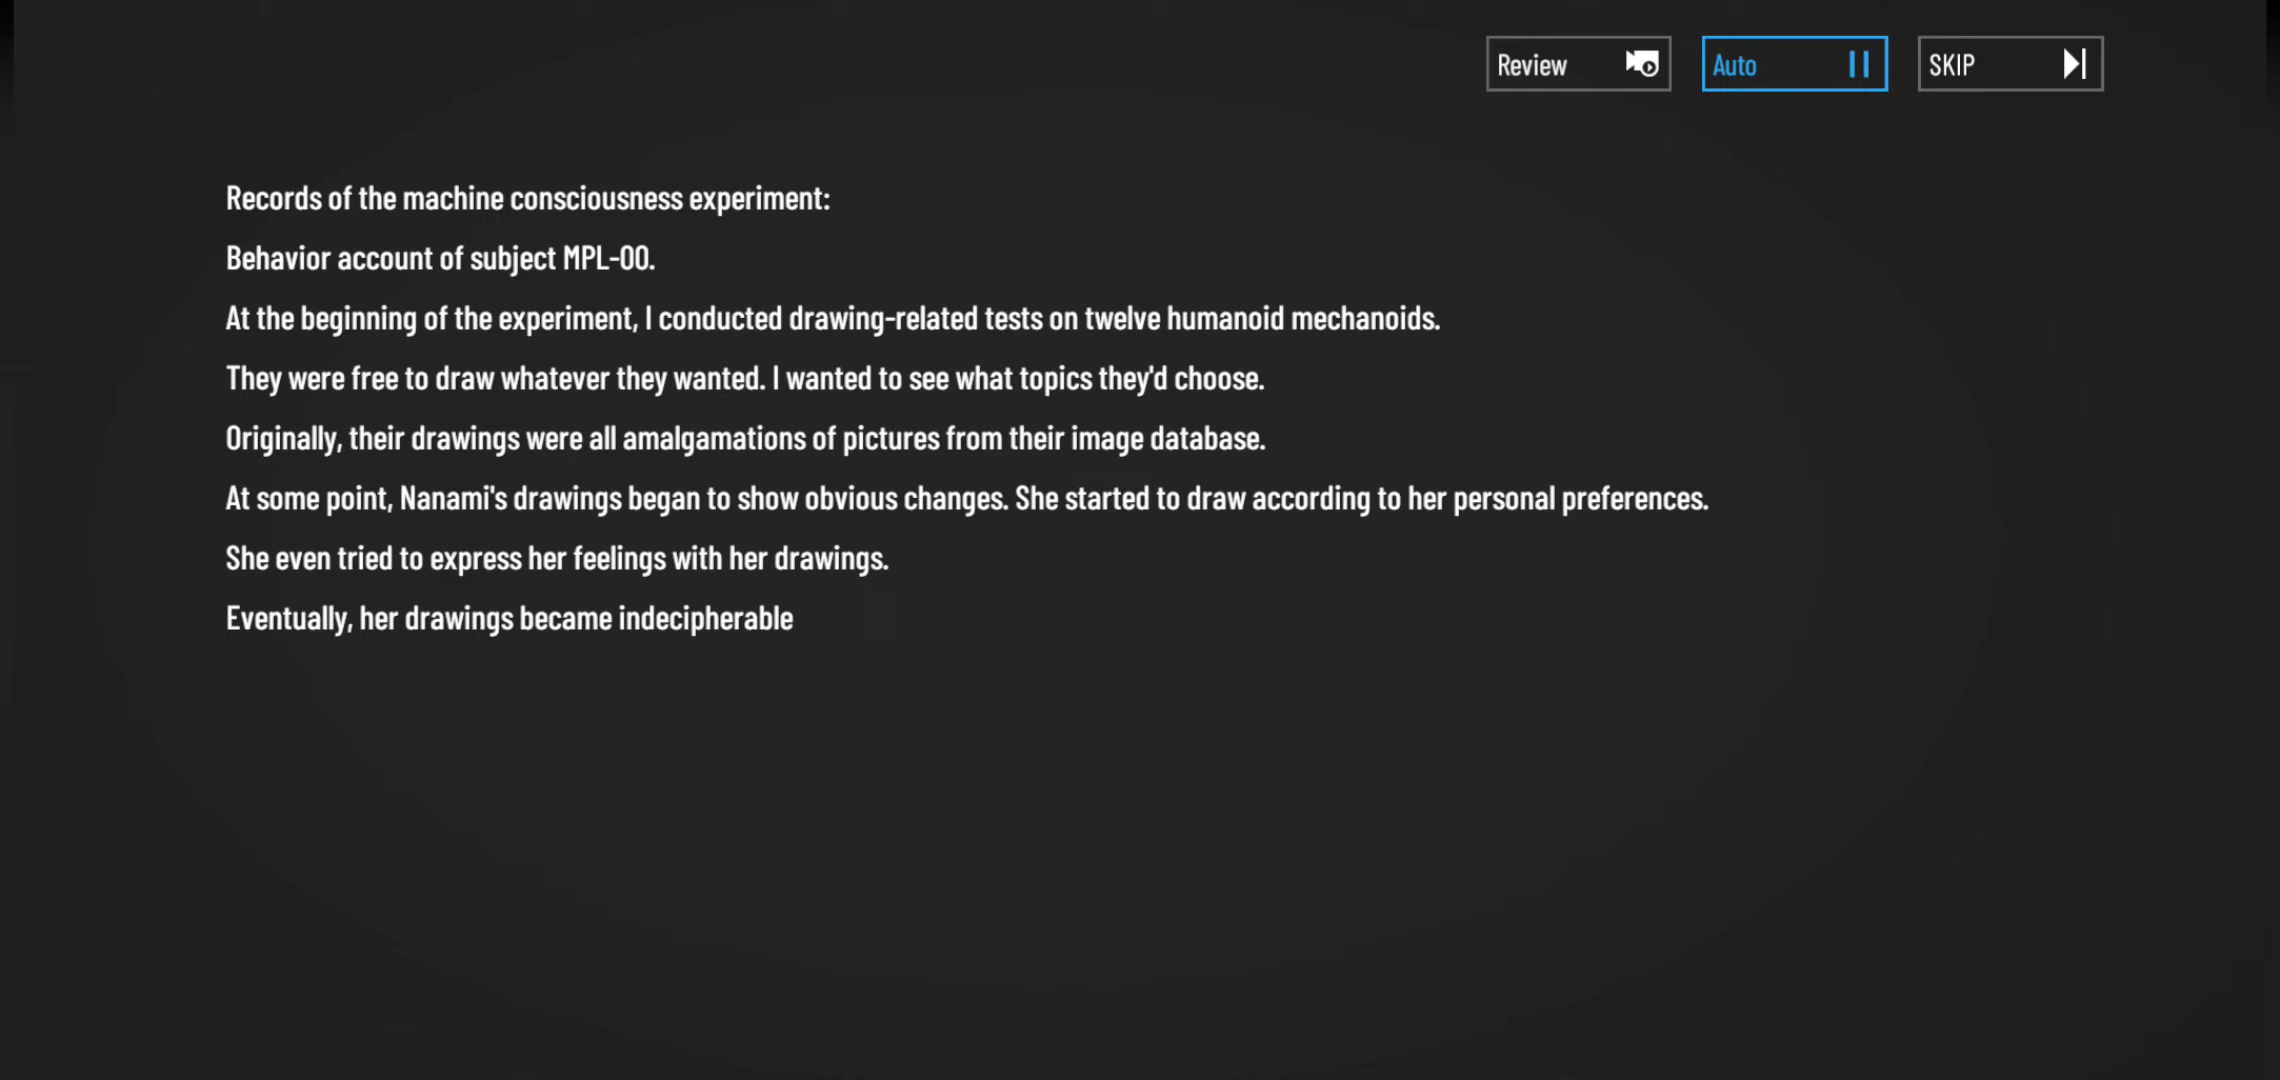 Review
Auto
SKIP
Records of the machine consciousness experiment:
Behavior account of subject MPL-00.
At the beginning of the experiment, I conducted drawing-related tests on twelve humanoid mechanoids.
They were free to draw whatever they wanted. I wanted to see what topics they'd choose.
Originally, their drawings were all amalgamations of pictures from their image database.
At some point, Nanami's drawings began to show obvious changes. She started to draw according to her personal preferences.
She even tried to express her feelings with her drawings.
Eventually, her drawings became indecipherable